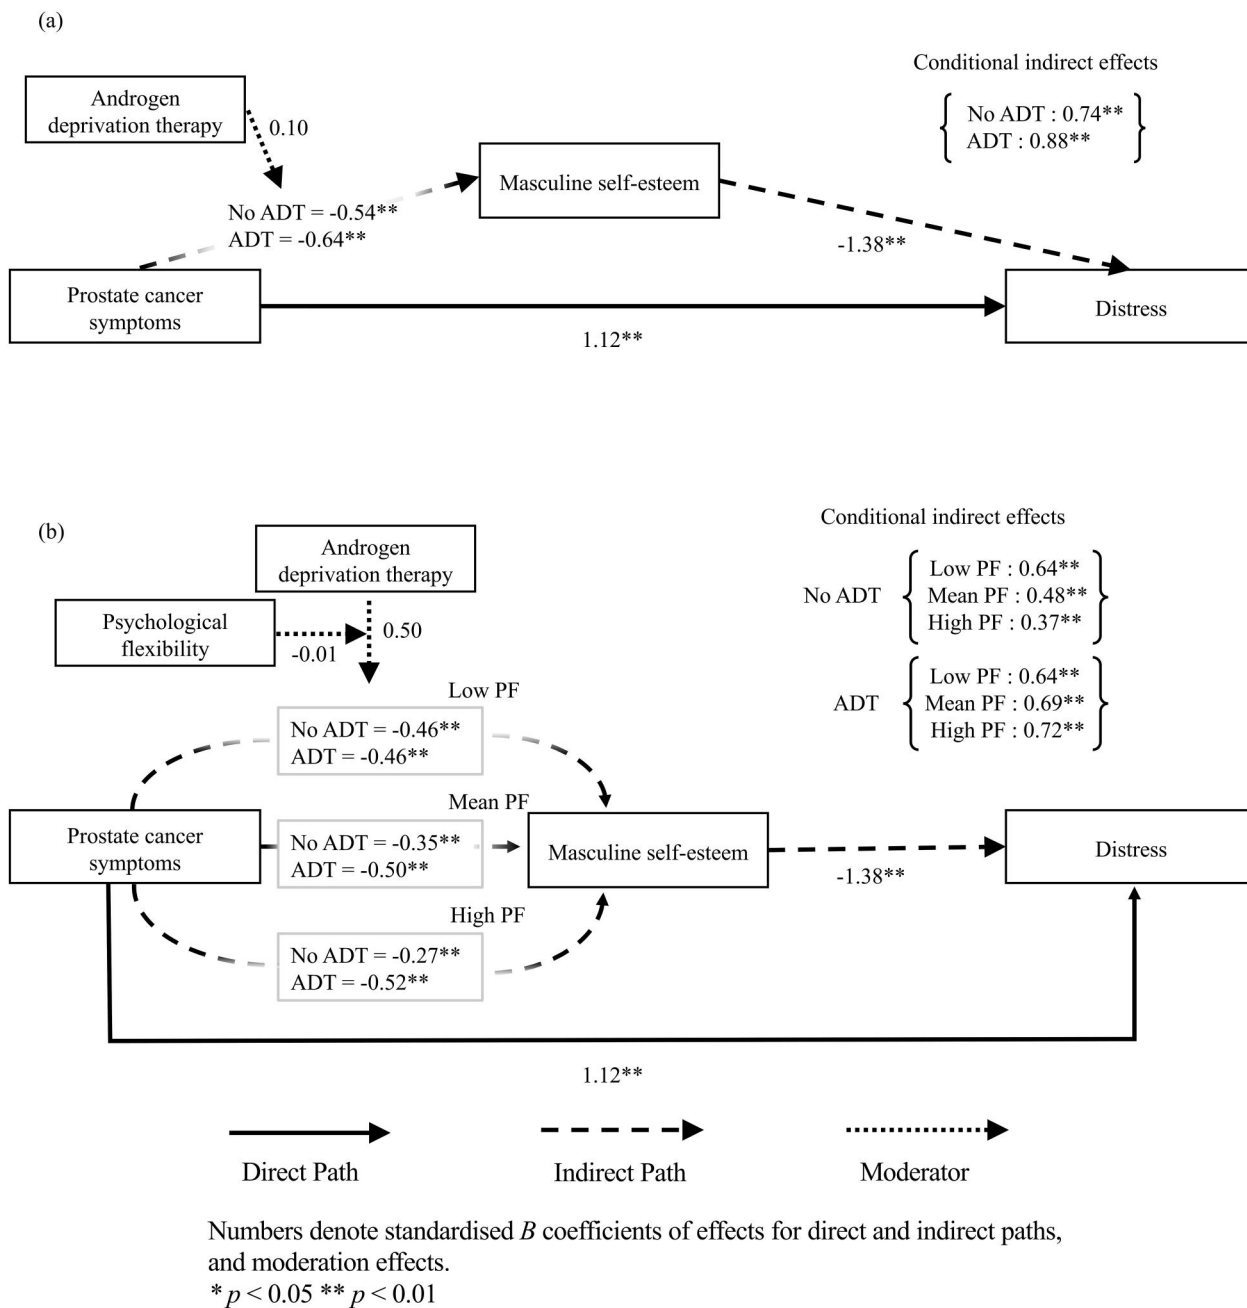 (a)
Androgen
deprivation therapy
0.10
Conditional indirect effects
No ADT : 0.74**
ADT : 0.88**
Masculine self-esteem
No ADT = -0.54**
ADT = -0.64**
-1.38**
Prostate cancer
symptoms
Distress
1.12**
(b)
Conditional indirect effects
Androgen
deprivation therapy
Psychological
flexibility
-0.01
0.50
No ADT
Low PF : 0.64**
Mean PF : 0.48**
High PF : 0.37**
ADT
Low PF : 0.64**
Mean PF : 0.69**
High PF : 0.72**
Low PF
No ADT = -0.46**
ADT = -0.46**
Mean PF
Prostate cancer
symptoms
No ADT = -0.35**
ADT = -0.50**
Masculine self-esteem
-1.38**
Distress
High PF
No ADT = -0.27**
ADT = -0.52**
1.12**
Direct Path
Indirect Path
Moderator
Numbers denote standardised B coefficients of effects for direct and indirect paths,
and moderation effects.
* p < 0.05 ** p < 0.01